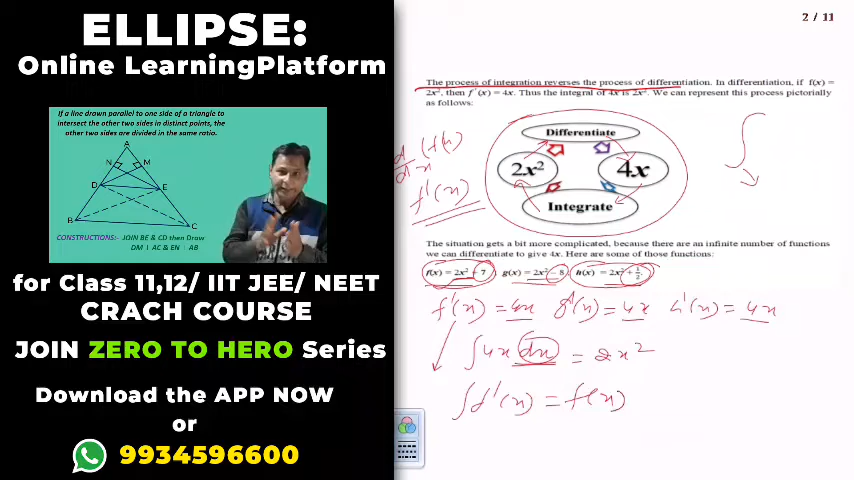 ELLIPSE:
Online LearningPlatform
If a line drown parallel to one side of a triangle to
intersect the other two sides in distinct points, the
other two sides are divided in the same ratio.
A
N
M
D
E
B
C
CONSTRUCTIONS:- JOIN BE & CD then Draw
DM ⊥ AC & EN ⊥ AB
for Class 11,12/ IIT JEE/ NEET
CRACH COURSE
JOIN ZERO TO HERO Series
Download the APP NOW
or
9934596600
2 / 11
The process of integration reverses the process of differentiation. In differentiation, if f(x) =
2x², then f′(x) = 4x. Thus the integral of 4x is 2x². We can represent this process pictorially
as follows:
Differentiate
2x²
4x
Integrate
d/dx (f(x)
f'(x)
∫
The situation gets a bit more complicated, because there are an infinite number of functions
we can differentiate to give 4x. Here are some of those functions:
f(x) = 2x² + 7, g(x) = 2x² − 8, h(x) = 2x² + ½.
f'(x) = 4x g'(x) = 4x h'(x) = 4x
∫4x dx = 2x²
∫f'(x) = f(x)